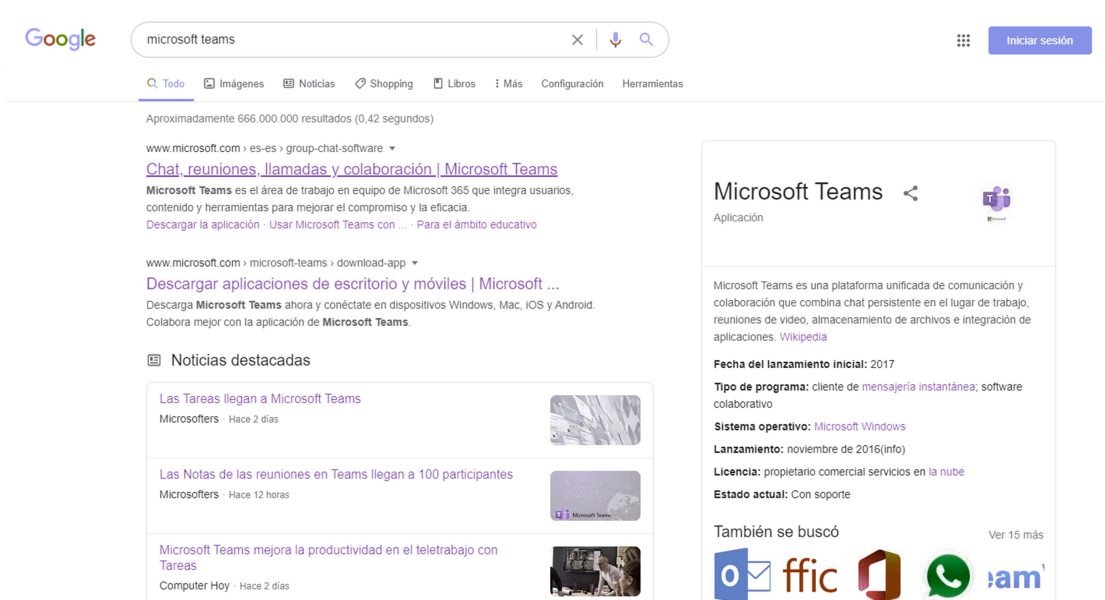 Google
microsoft teams
Iniciar sesión
Todo
Imágenes
Noticias
Shopping
Libros
Más
Configuración
Herramientas
Aproximadamente 666.000.000 resultados (0,42 segundos)
www.microsoft.com › es-es › group-chat-software
Chat, reuniones, llamadas y colaboración | Microsoft Teams
Microsoft Teams es el área de trabajo en equipo de Microsoft 365 que integra usuarios,
contenido y herramientas para mejorar el compromiso y la eficacia.
Descargar la aplicación · Usar Microsoft Teams con ... · Para el ámbito educativo
www.microsoft.com › microsoft-teams › download-app
Descargar aplicaciones de escritorio y móviles | Microsoft ...
Descarga Microsoft Teams ahora y conéctate en dispositivos Windows, Mac, iOS y Android.
Colabora mejor con la aplicación de Microsoft Teams.
Noticias destacadas
Las Tareas llegan a Microsoft Teams
Microsofters · Hace 2 días
Las Notas de las reuniones en Teams llegan a 100 participantes
Microsofters · Hace 12 horas
Microsoft Teams
Microsoft Teams mejora la productividad en el teletrabajo con
Tareas
Computer Hoy · Hace 2 días
Microsoft Teams
T
Microsoft
Aplicación
Microsoft Teams es una plataforma unificada de comunicación y
colaboración que combina chat persistente en el lugar de trabajo,
reuniones de video, almacenamiento de archivos e integración de
aplicaciones. Wikipedia
Fecha del lanzamiento inicial: 2017
Tipo de programa: cliente de mensajería instantánea; software
colaborativo
Sistema operativo: Microsoft Windows
Lanzamiento: noviembre de 2016(info)
Licencia: propietario comercial servicios en la nube
Estado actual: Con soporte
También se buscó
Ver 15 más
O
ffic
eam